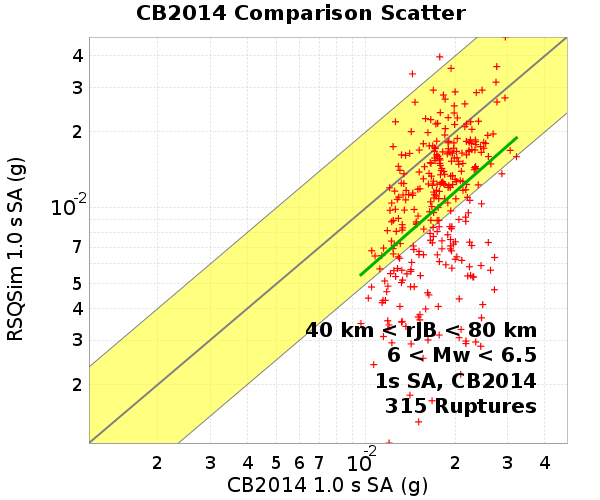 CB2014 Comparison Scatter
4
3
2
10-2
7
5
4
3
2
RSQSim 1.0 s SA (g)
40 km < rJB < 80 km
6 < Mw < 6.5
1s SA, CB2014
315 Ruptures
2 3 4 5 6 7 10-2 2 3 4
CB2014 1.0 s SA (g)